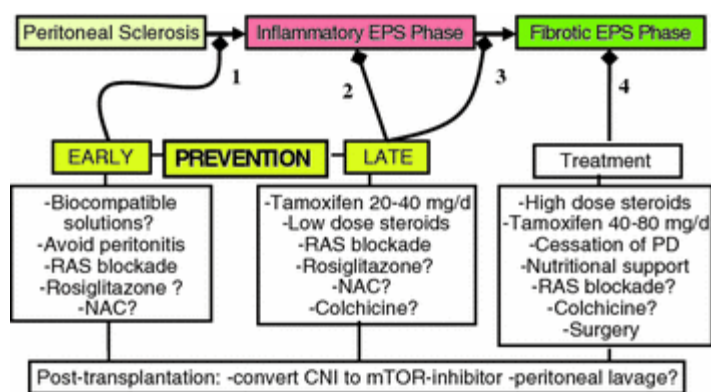 Peritoneal Sclerosis
Inflammatory EPS Phase
Fibrotic EPS Phase
1
2
3
4
EARLY
PREVENTION
LATE
Treatment
-Biocompatible
solutions?
-Avoid peritonitis
-RAS blockade
-Rosiglitazone ?
-NAC?
-Tamoxifen 20-40 mg/d
-Low dose steroids
-RAS blockade
-Rosiglitazone?
-NAC?
-Colchicine?
-High dose steroids
-Tamoxifen 40-80 mg/d
-Cessation of PD
-Nutritional support
-RAS blockade?
-Colchicine?
-Surgery
Post-transplantation: -convert CNI to mTOR-inhibitor -peritoneal lavage?